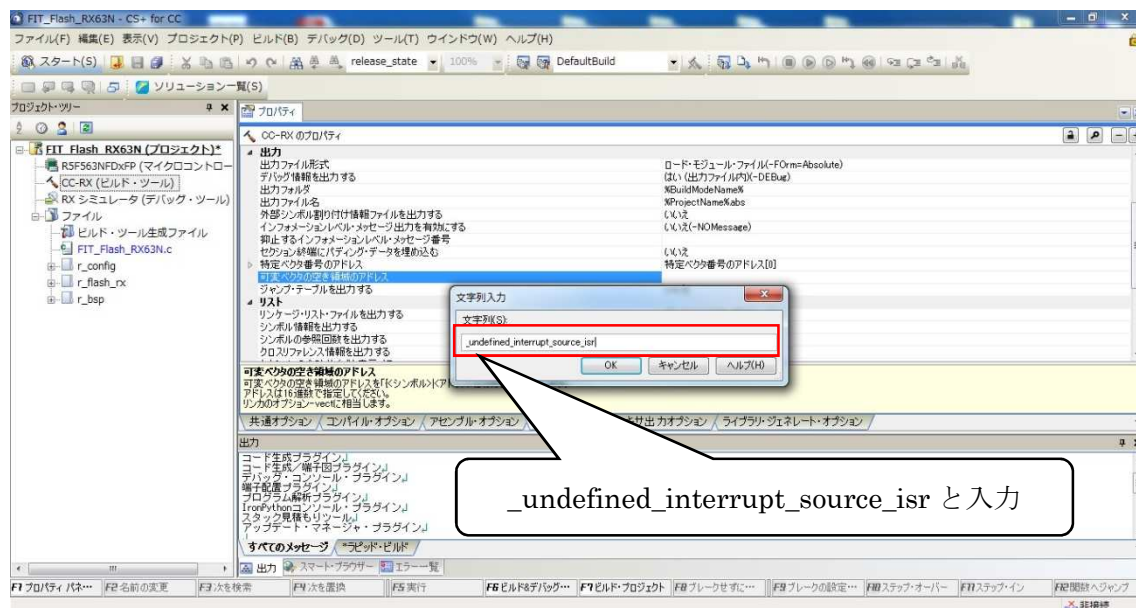 FIT_Flash_RX63N - CS+ for CC
ファイル(F) 編集(E) 表示(V) プロジェクト(P) ビルド(B) デバッグ(D) ツール(T) ウインドウ(W) ヘルプ(H)
スタート(S) release_state 100% DefaultBuild
ソリューション一覧(S)
プロジェクト・ツリー
FIT_Flash_RX63N (プロジェクト)*
R5F563NFDxFP (マイクロコントロー
CC-RX (ビルド・ツール)
RX シミュレータ (デバッグ・ツール)
ファイル
ビルド・ツール生成ファイル
FIT_Flash_RX63N.c
r_config
r_flash_rx
r_bsp
プロパティ
CC-RX のプロパティ
出力
出力ファイル形式 ロード・モジュール・ファイル(-FOrm=Absolute)
デバッグ情報を出力する はい (出力ファイル内)(-DEBug)
出力フォルダ %BuildModeName%
出力ファイル名 %ProjectName%.abs
外部シンボル割り付け情報ファイルを出力する いいえ
インフォメーションレベル・メッセージ出力を有効にする いいえ(-NOMessage)
抑止するインフォメーションレベル・メッセージ番号
セクション終端にパディング・データを埋め込む いいえ
特定ベクタ番号のアドレス 特定ベクタ番号のアドレス[0]
可変ベクタの空き領域のアドレス
ジャンプ・テーブルを出力する
リスト
リンケージ・リスト・ファイルを出力する
シンボル情報を出力する
シンボルの参照回数を出力する
クロスリファレンス情報を出力する
文字列入力
文字列(S):
_undefined_interrupt_source_isr
OK キャンセル ヘルプ(H)
可変ベクタの空き領域のアドレス
可変ベクタの空き領域のアドレスを「<シンボル>|<ア
アドレスは16進数で指定してください。
リンカのオプション-vectに相当します。
共通オプション コンパイル・オプション アセンブル・オプション サ出力オプション ライブラリ・ジェネレート・オプション
出力
コード生成プラグイン
コード生成／端子図プラグイン
デバッグ・コンソール・プラグイン
端子配置プラグイン
プログラム解析プラグイン
IronPythonコンソール・プラグイン
スタック見積もりツール
アップデート・マネージャ・プラグイン
_undefined_interrupt_source_isr と入力
すべてのメッセージ *ラピッド・ビルド
出力 スマート・ブラウザー エラー一覧
F1 プロパティ パネ… F2 名前の変更 F3 次を検索 F4 次を置換 F5 実行 F6 ビルド&デバッグ… F7 ビルド・プロジェクト F8 ブレークせずに… F9 ブレークの設定… F10 ステップ・オーバー F11 ステップ・イン F12 関数へジャンプ
非接続